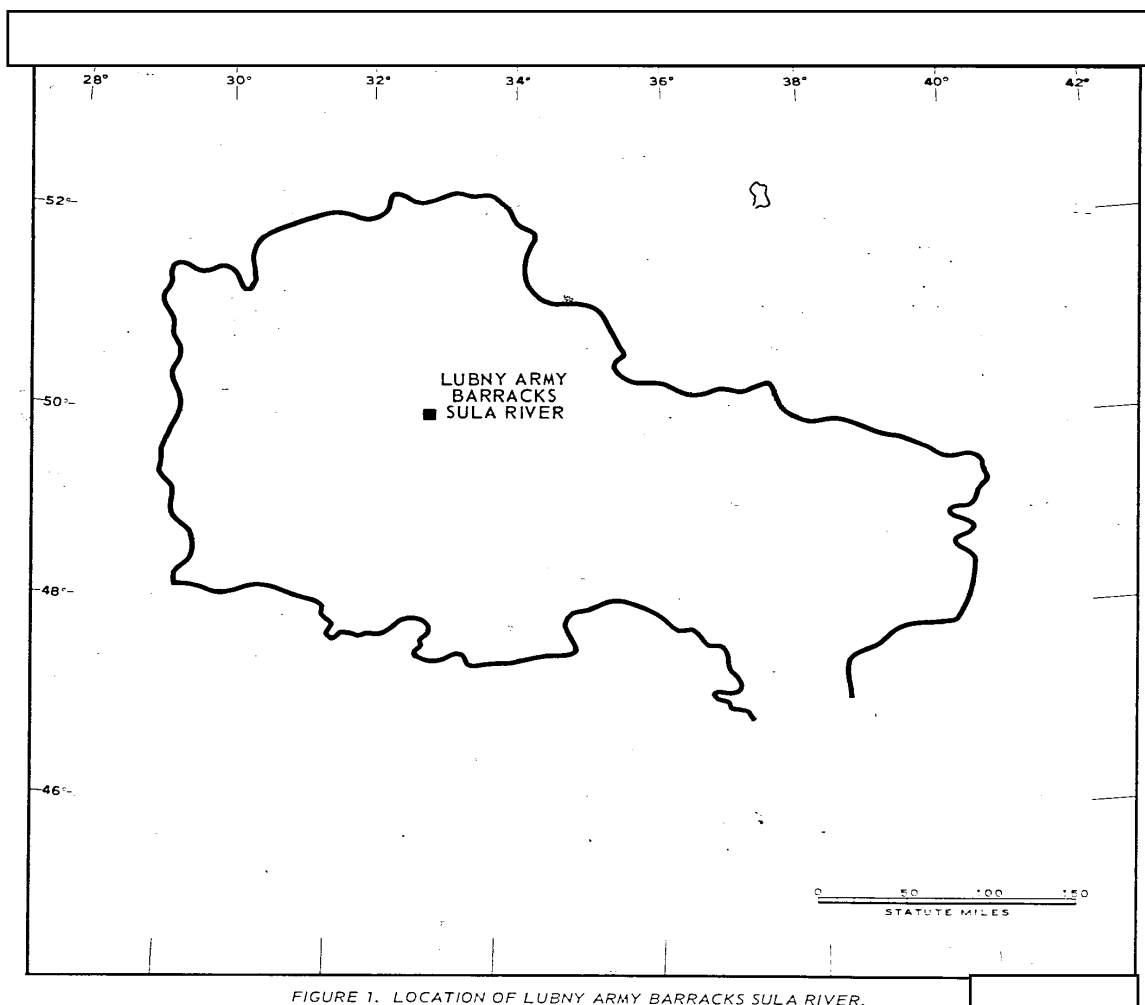 28° 30° 32° 34° 36° 38° 40° 42°
52°
LUBNY ARMY
BARRACKS
50°
SULA RIVER
48°
46°
0 50 100 150
STATUTE MILES
FIGURE 1. LOCATION OF LUBNY ARMY BARRACKS SULA RIVER.